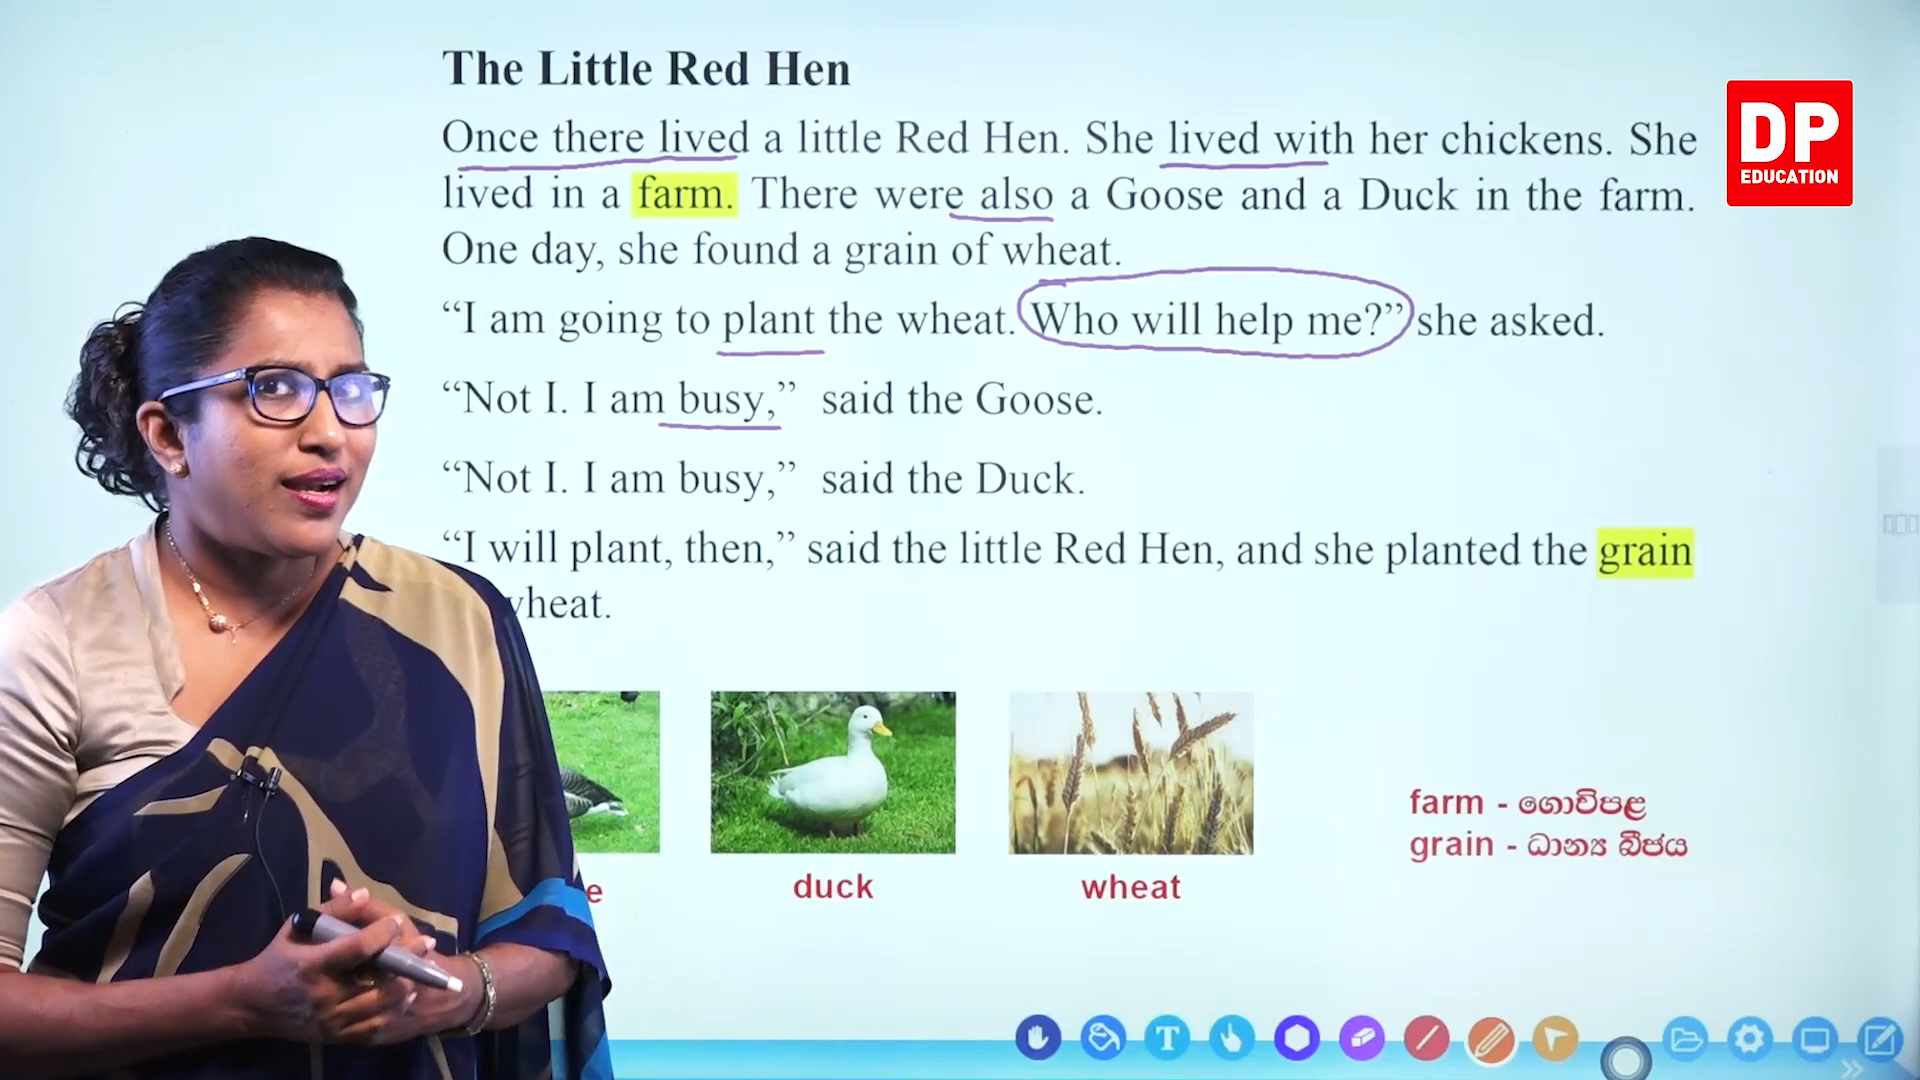 The Little Red Hen
Once there lived a little Red Hen. She lived with her chickens. She
lived in a farm. There were also a Goose and a Duck in the farm.
One day, she found a grain of wheat.
“I am going to plant the wheat. Who will help me?” she asked.
“Not I. I am busy,” said the Goose.
“Not I. I am busy,” said the Duck.
“I will plant, then,” said the little Red Hen, and she planted the grain
wheat.
duck
wheat
farm - ගොවිපළ
grain - ධාන්‍ය බීජය
DP
EDUCATION